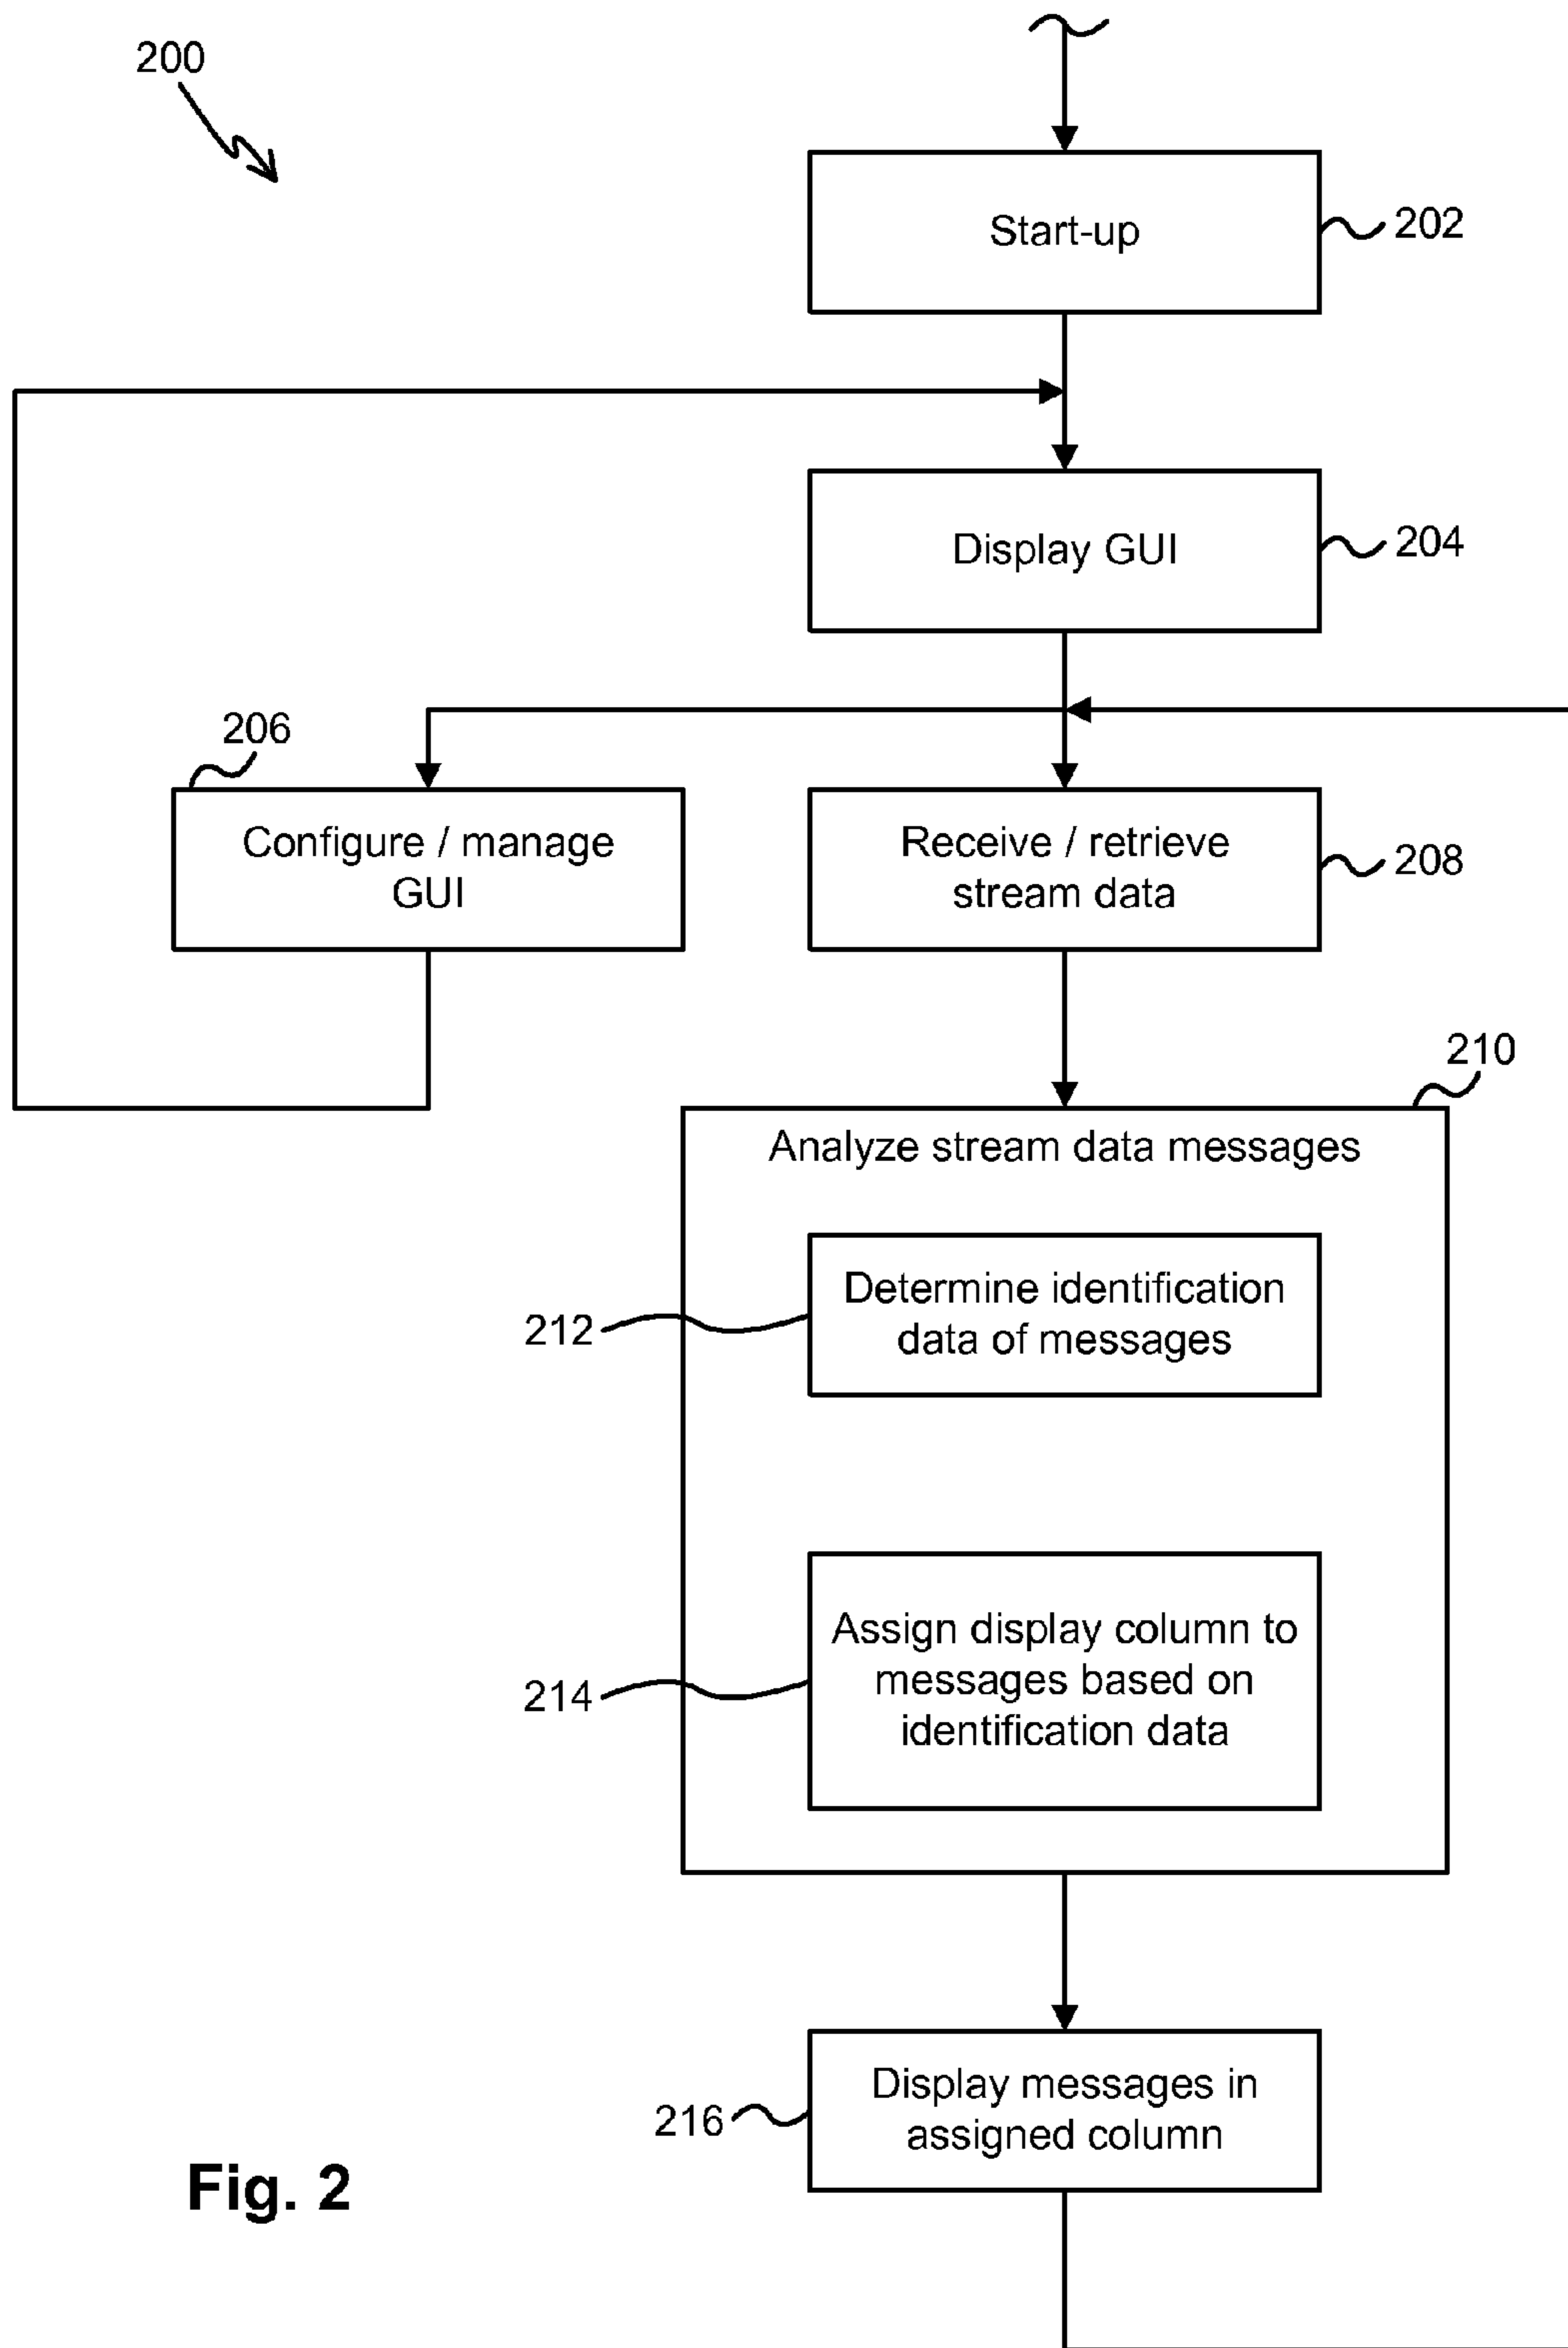 200
Start-up
202
Display GUI
204
206
Configure / manage
GUI
Receive / retrieve
stream data
208
210
Analyze stream data messages
Determine identification
data of messages
212
Assign display column to
messages based on
identification data
214
Display messages in
assigned column
216
Fig. 2